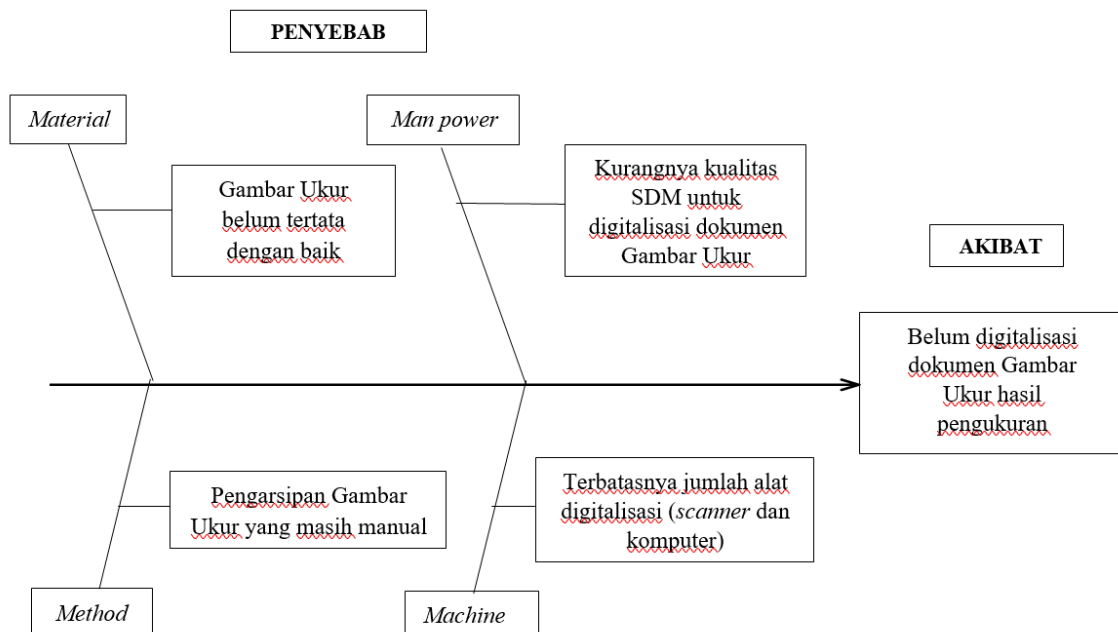 PENYEBAB
Material
Man power
Gambar Ukur
belum tertata
dengan baik
Kurangnya kualitas
SDM untuk
digitalisasi dokumen
Gambar Ukur
AKIBAT
Belum digitalisasi
dokumen Gambar
Ukur hasil
pengukuran
Pengarsipan Gambar
Ukur yang masih manual
Terbatasnya jumlah alat
digitalisasi (scanner dan
komputer)
Method
Machine